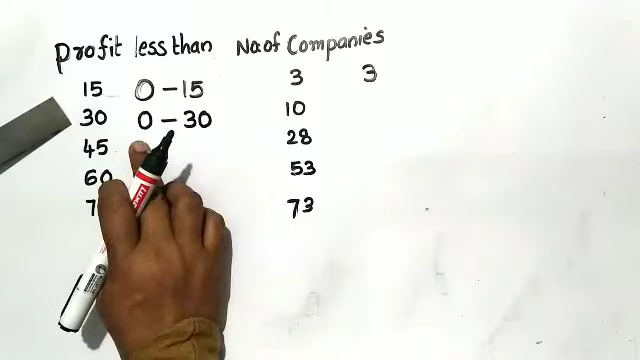 Profit less than No.of Companies
15 0 - 15 3 3
30 0 - 30 10
45 28
60 53
7 73